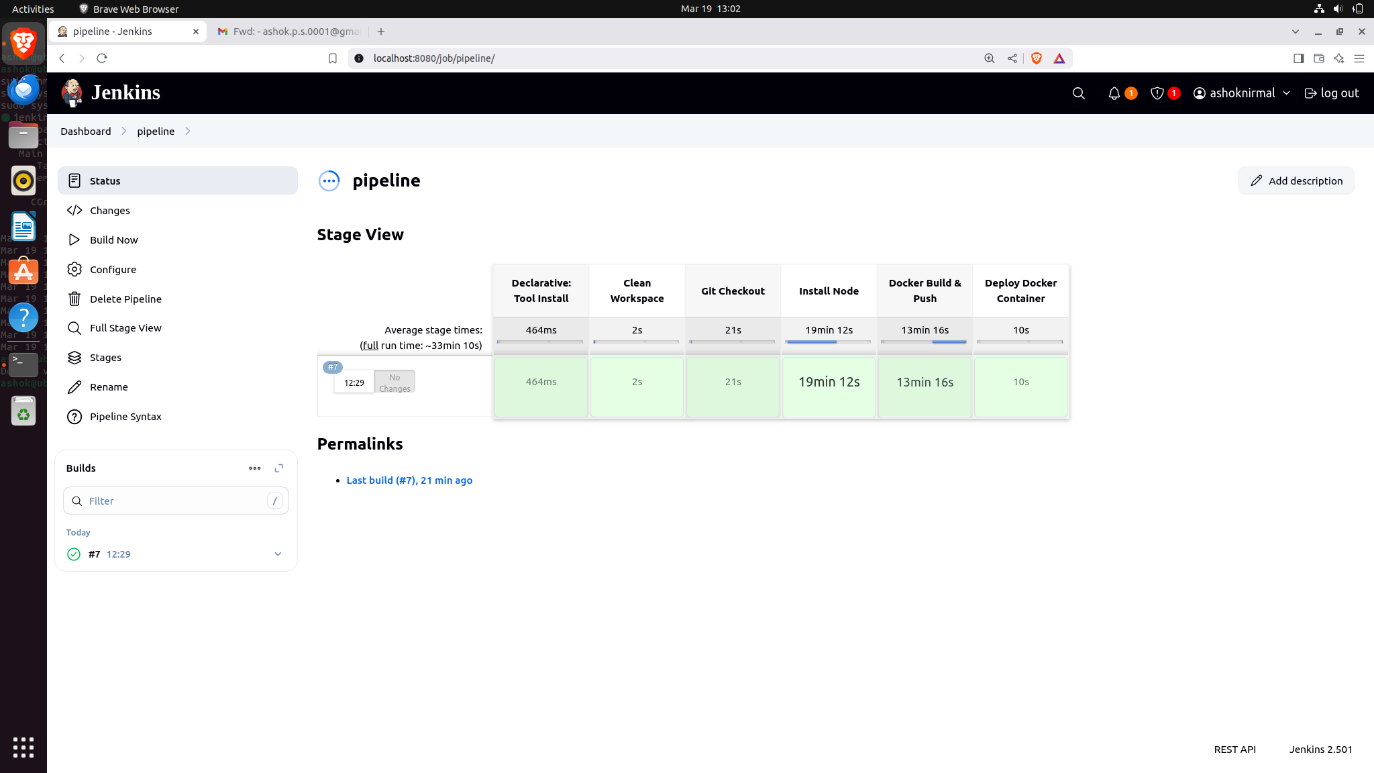 Activities
Brave Web Browser
Mar 19 13:02
pipeline - Jenkins
Fwd: - ashok.p.s.0001@gma
localhost:8080/job/pipeline/
Jenkins
1
1
ashoknirmal
log out
Dashboard
pipeline
Status
Changes
Build Now
Configure
Delete Pipeline
Full Stage View
Stages
Rename
Pipeline Syntax
Builds
Filter
/
Today
#7 12:29
pipeline
Add description
Stage View
Declarative: Tool Install
Clean Workspace
Git Checkout
Install Node
Docker Build & Push
Deploy Docker Container
Average stage times:
(full run time: ~33min 10s)
464ms
2s
21s
19min 12s
13min 16s
10s
#7
12:29
No Changes
464ms
2s
21s
19min 12s
13min 16s
10s
Permalinks
Last build (#7), 21 min ago
REST API
Jenkins 2.501